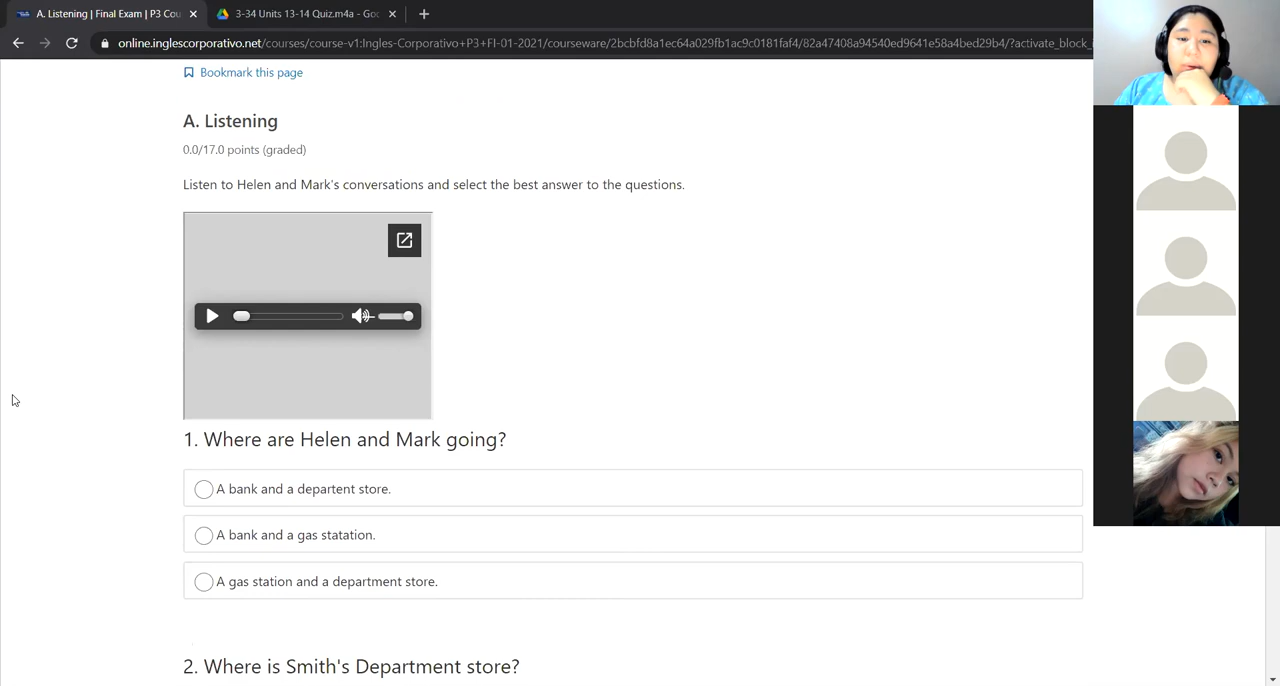 A. Listening | Final Exam | P3 Cou
3-34 Units 13-14 Quiz.m4a - Goo
online.inglescorporativo.net/courses/course-v1:Ingles-Corporativo+P3+FI-01-2021/courseware/2bcbfd8a1ec64a029fb1ac9c0181faf4/82a47408a94540ed9641e58a4bed29b4/?activate_block_i
Bookmark this page
A. Listening
0.0/17.0 points (graded)
Listen to Helen and Mark's conversations and select the best answer to the questions.
1. Where are Helen and Mark going?
A bank and a departent store.
A bank and a gas statation.
A gas station and a department store.
2. Where is Smith's Department store?